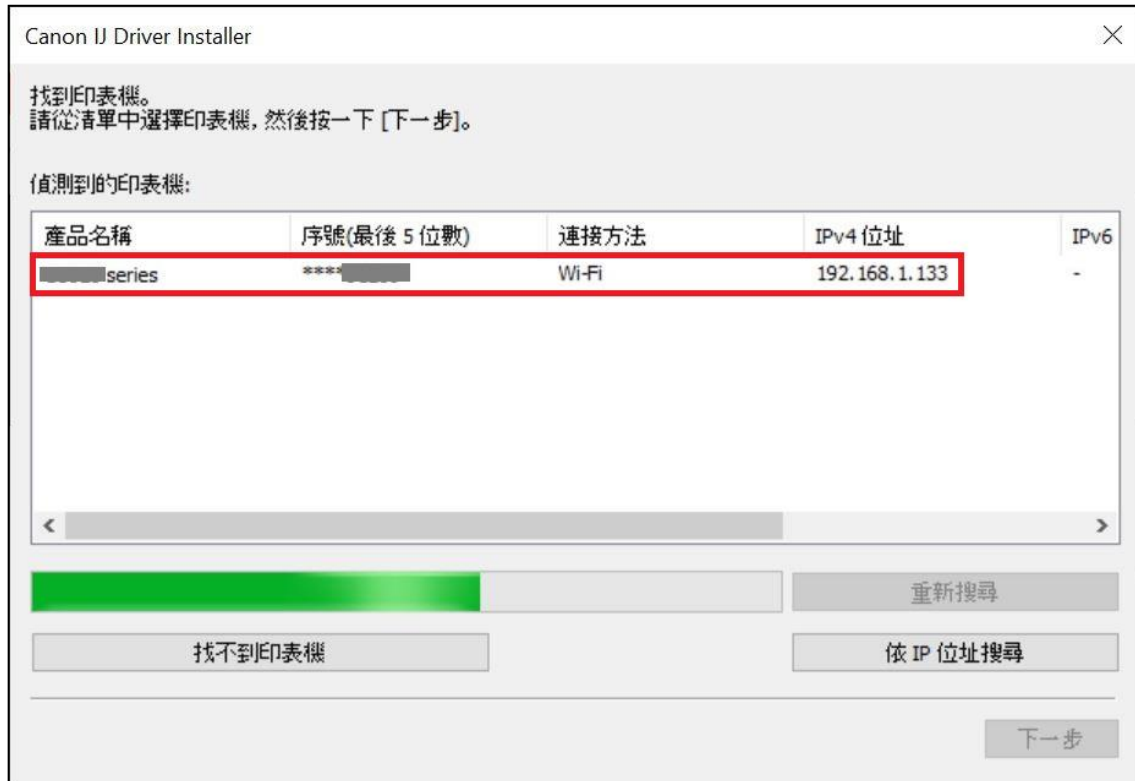 Canon IJ Driver Installer
找到印表機。
請從清單中選擇印表機, 然後按一下 [下一步]。
偵測到的印表機:
產品名稱 序號(最後 5 位數) 連接方法 IPv4 位址 IPv6
series **** Wi-Fi 192.168.1.133 -
重新搜尋
找不到印表機 依 IP 位址搜尋
下一步